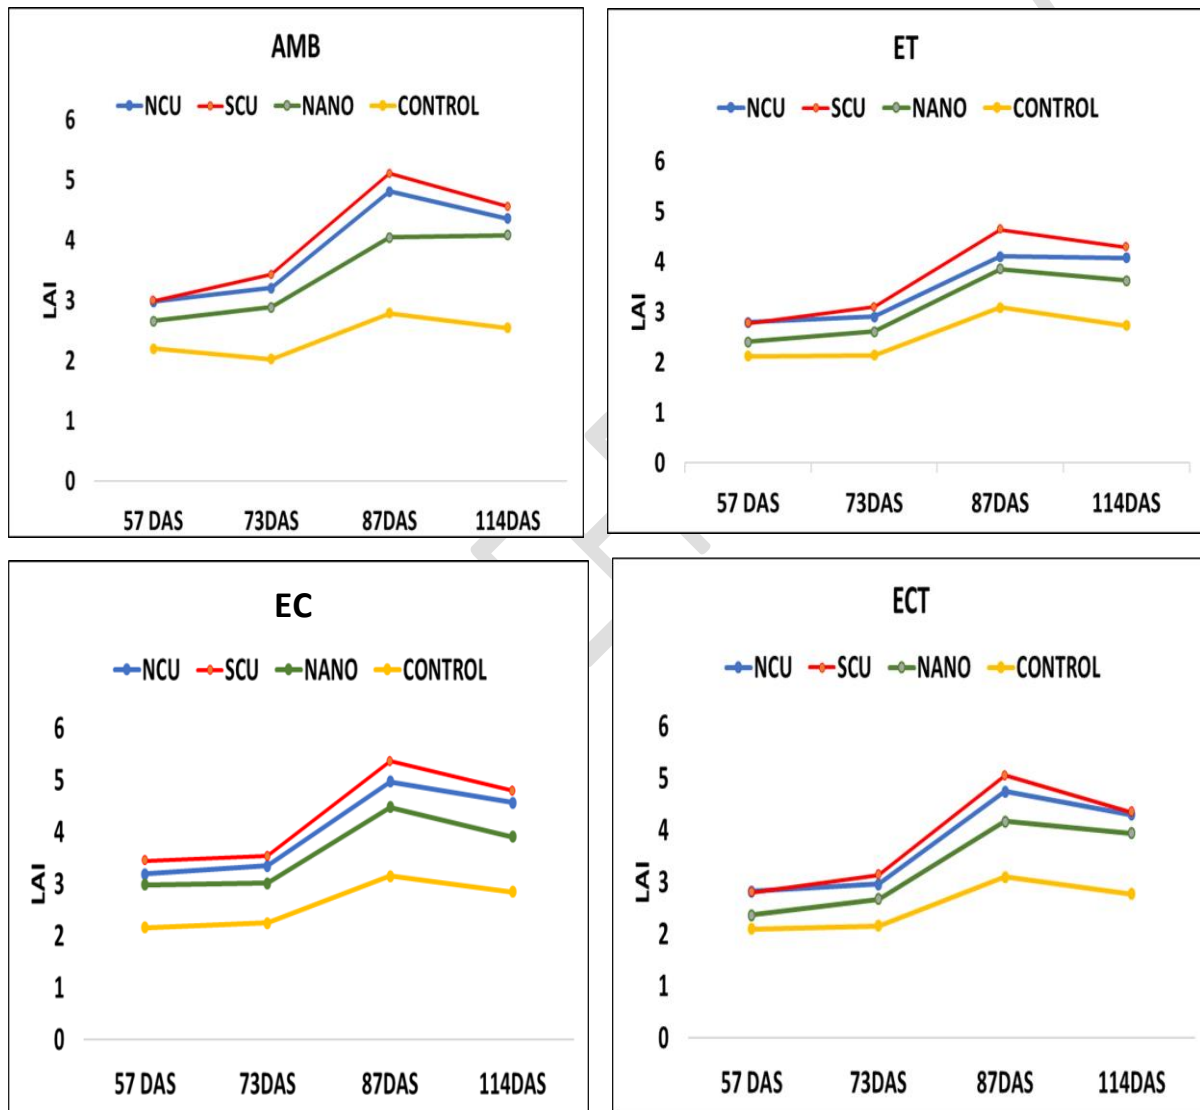 AMB
NCU SCU NANO CONTROL
6
5
4
3
2
1
0
LAI
57 DAS 73DAS 87DAS 114DAS
ET
NCU SCU NANO CONTROL
6
5
4
3
2
1
0
LAI
57 DAS 73DAS 87DAS 114DAS
EC
NCU SCU NANO CONTROL
6
5
4
3
2
1
0
LAI
57 DAS 73DAS 87DAS 114DAS
ECT
NCU SCU NANO CONTROL
6
5
4
3
2
1
0
LAI
57 DAS 73DAS 87DAS 114DAS